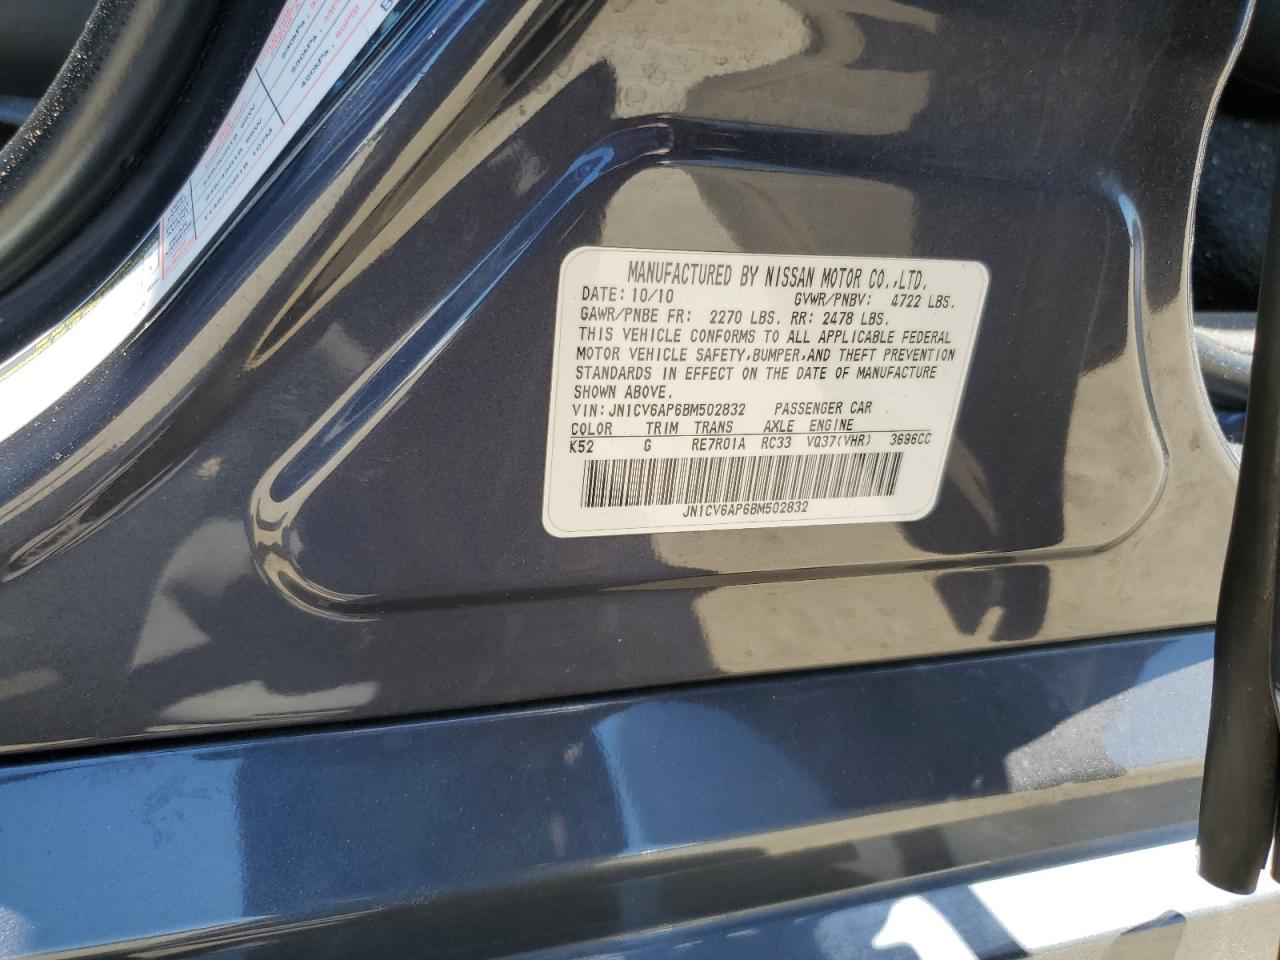 MANUFACTURED BY NISSAN MOTOR CO.,LTD.
DATE: 10/10 GVWR/PNBV: 4722 LBS.
GAWR/PNBE FR: 2270 LBS. RR: 2478 LBS.
THIS VEHICLE CONFORMS TO ALL APPLICABLE FEDERAL
MOTOR VEHICLE SAFETY,BUMPER,AND THEFT PREVENTION
STANDARDS IN EFFECT ON THE DATE OF MANUFACTURE
SHOWN ABOVE.
VIN: JN1CV6AP6BM502832 PASSENGER CAR
COLOR TRIM TRANS AXLE ENGINE
K52 G RE7R01A RC33 VQ37(VHR) 3696CC
JN1CV6AP6BM502832